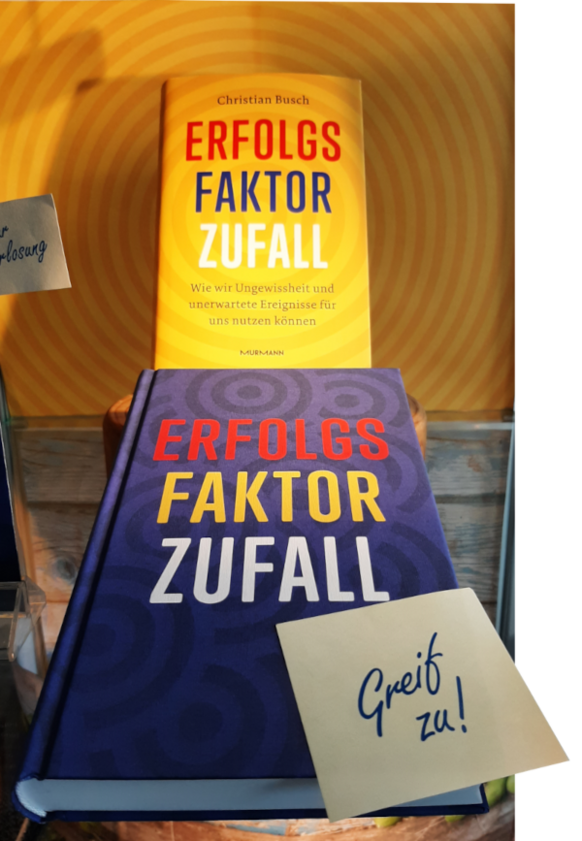 Christian Busch
ERFOLGS
FAKTOR
ZUFALL
Wie wir Ungewissheit und
unerwartete Ereignisse für
uns nutzen können
MURMANN
ERFOLGS
FAKTOR
ZUFALL
Greif
zu!